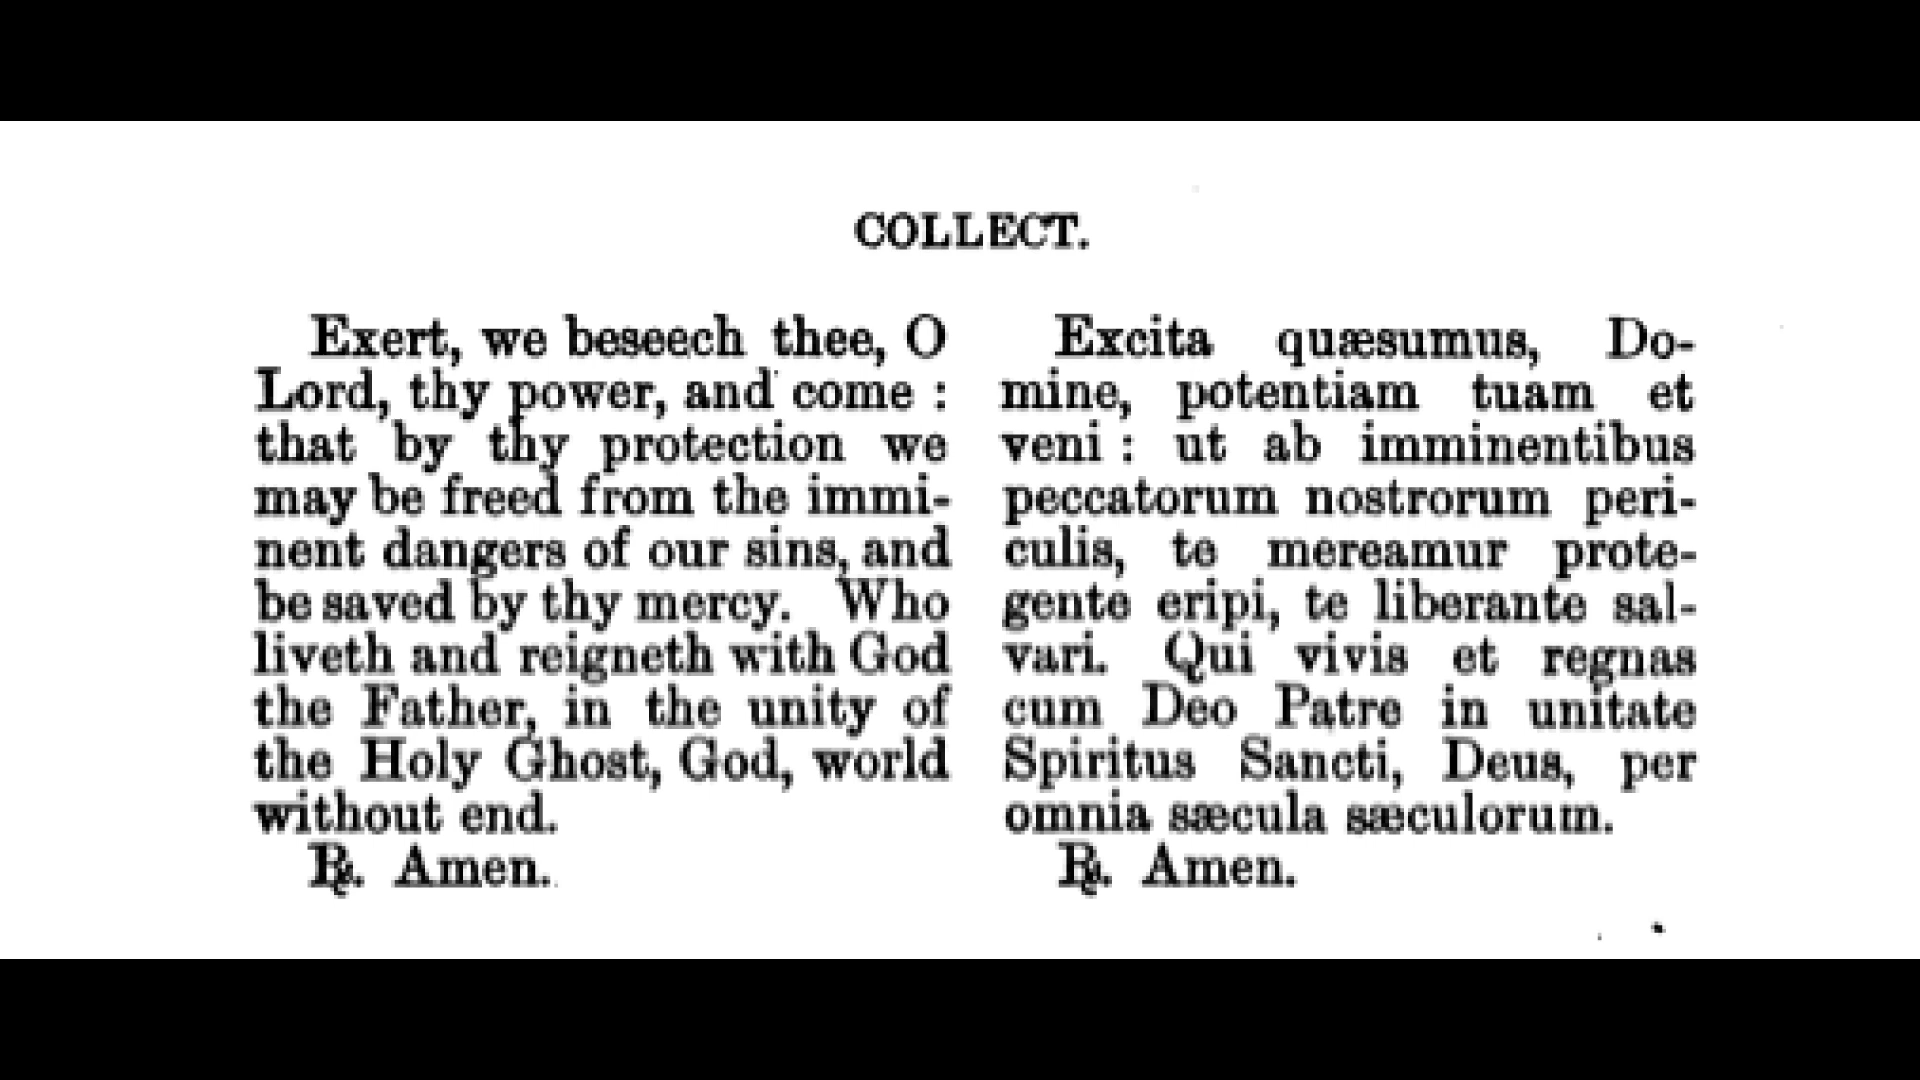 COLLECT.
Exert, we beseech thee, O
Lord, thy power, and come :
that by thy protection we
may be freed from the immi-
nent dangers of our sins, and
be saved by thy mercy. Who
liveth and reigneth with God
the Father, in the unity of
the Holy Ghost, God, world
without end.
℟. Amen.
Excita quæsumus, Do-
mine, potentiam tuam et
veni : ut ab imminentibus
peccatorum nostrorum peri-
culis, te mereamur prote-
gente eripi, te liberante sal-
vari. Qui vivis et regnas
cum Deo Patre in unitate
Spiritus Sancti, Deus, per
omnia sæcula sæculorum.
℟. Amen.